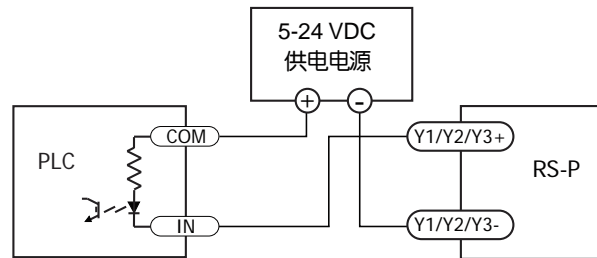 5-24 VDC
供电电源
+ -
COM
Y1/Y2/Y3+
PLC
RS-P
IN
Y1/Y2/Y3-